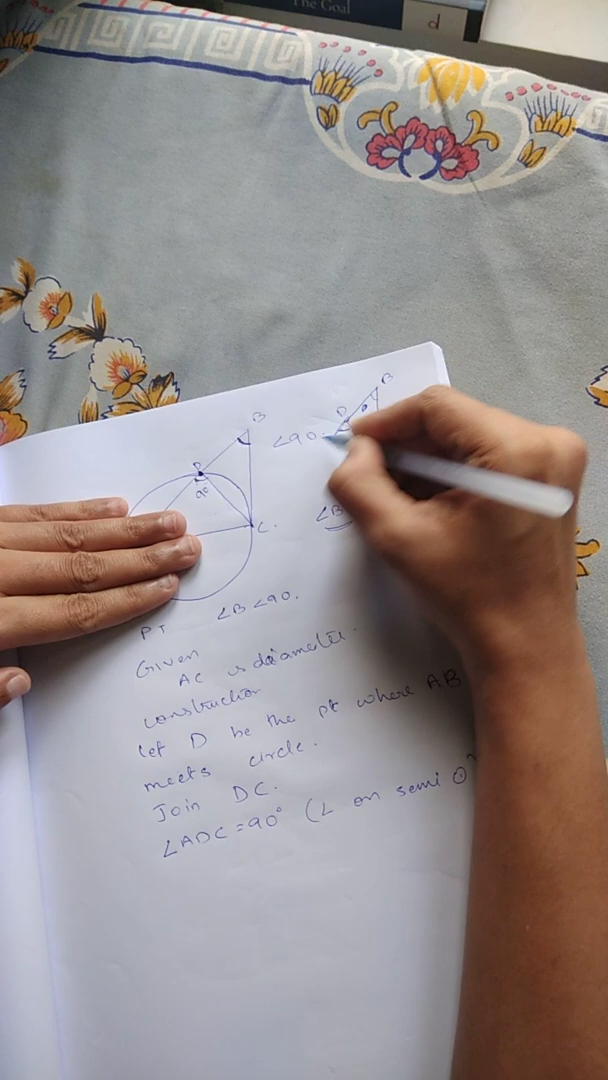 The Goal
d
B
D
90
C.
B
D
<90.
<B
PT <B<90.
Given
AC is diameter.
construction
let D be the pt where AB
meets circle.
Join DC.
∠ADC = 90° (∠ on semi ⊙